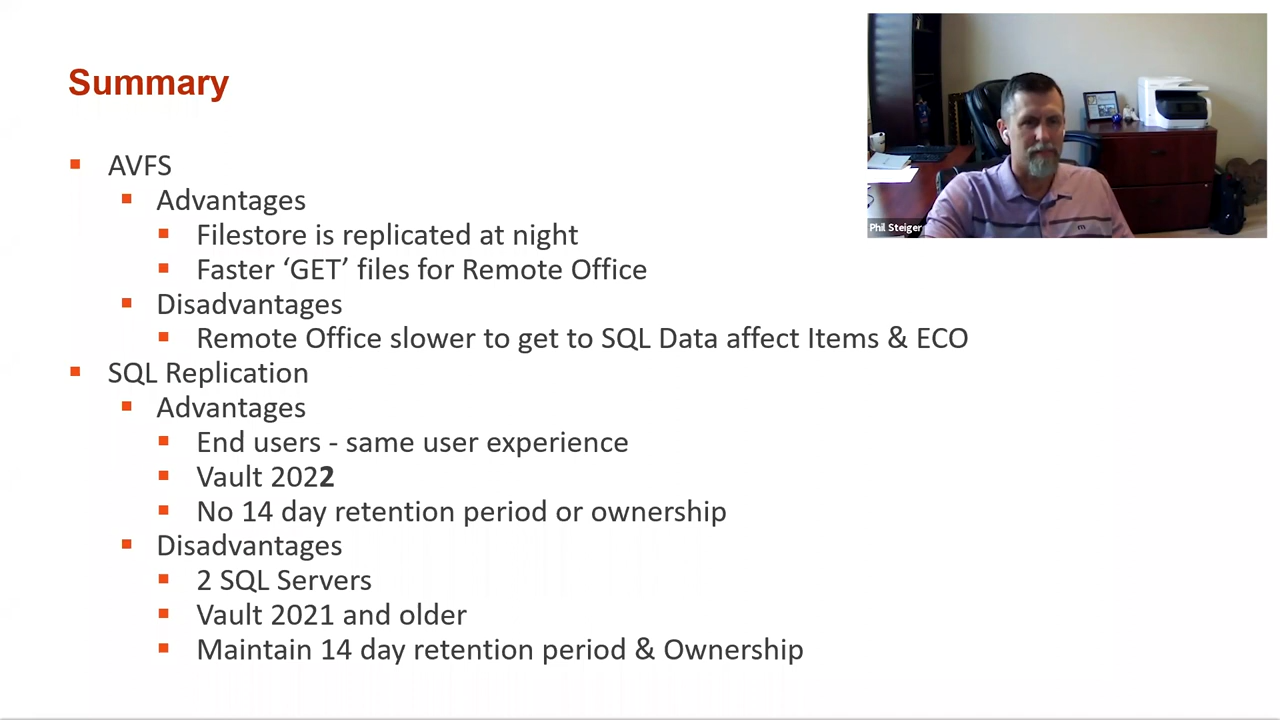 Summary
AVFS
Advantages
Filestore is replicated at night
Faster ‘GET’ files for Remote Office
Disadvantages
Remote Office slower to get to SQL Data affect Items & ECO
SQL Replication
Advantages
End users - same user experience
Vault 2022
No 14 day retention period or ownership
Disadvantages
2 SQL Servers
Vault 2021 and older
Maintain 14 day retention period & Ownership
Phil Steiger